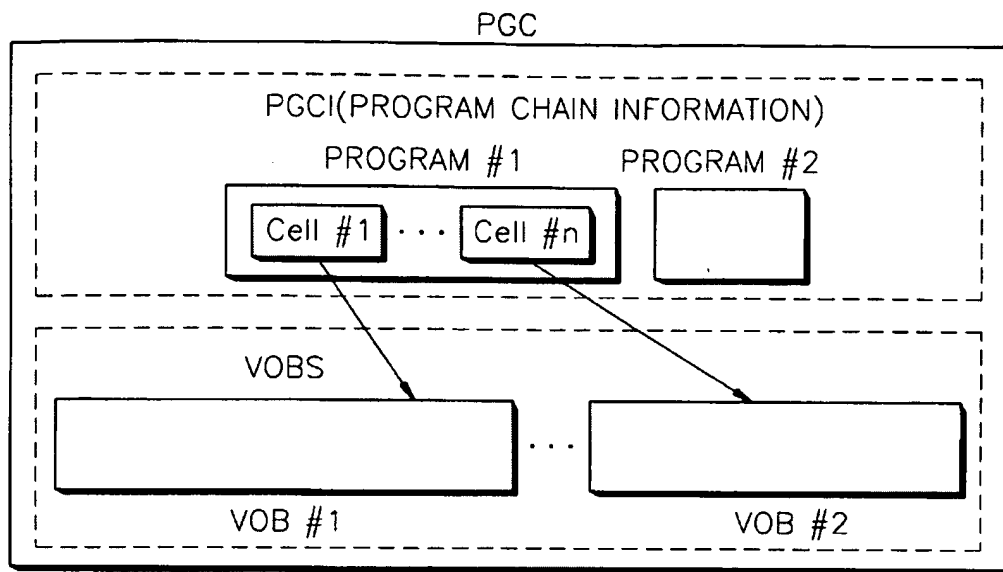 PGC
PGCI(PROGRAM CHAIN INFORMATION)
PROGRAM #1 PROGRAM #2
Cell #1 ··· Cell #n
VOBS
···
VOB #1 VOB #2